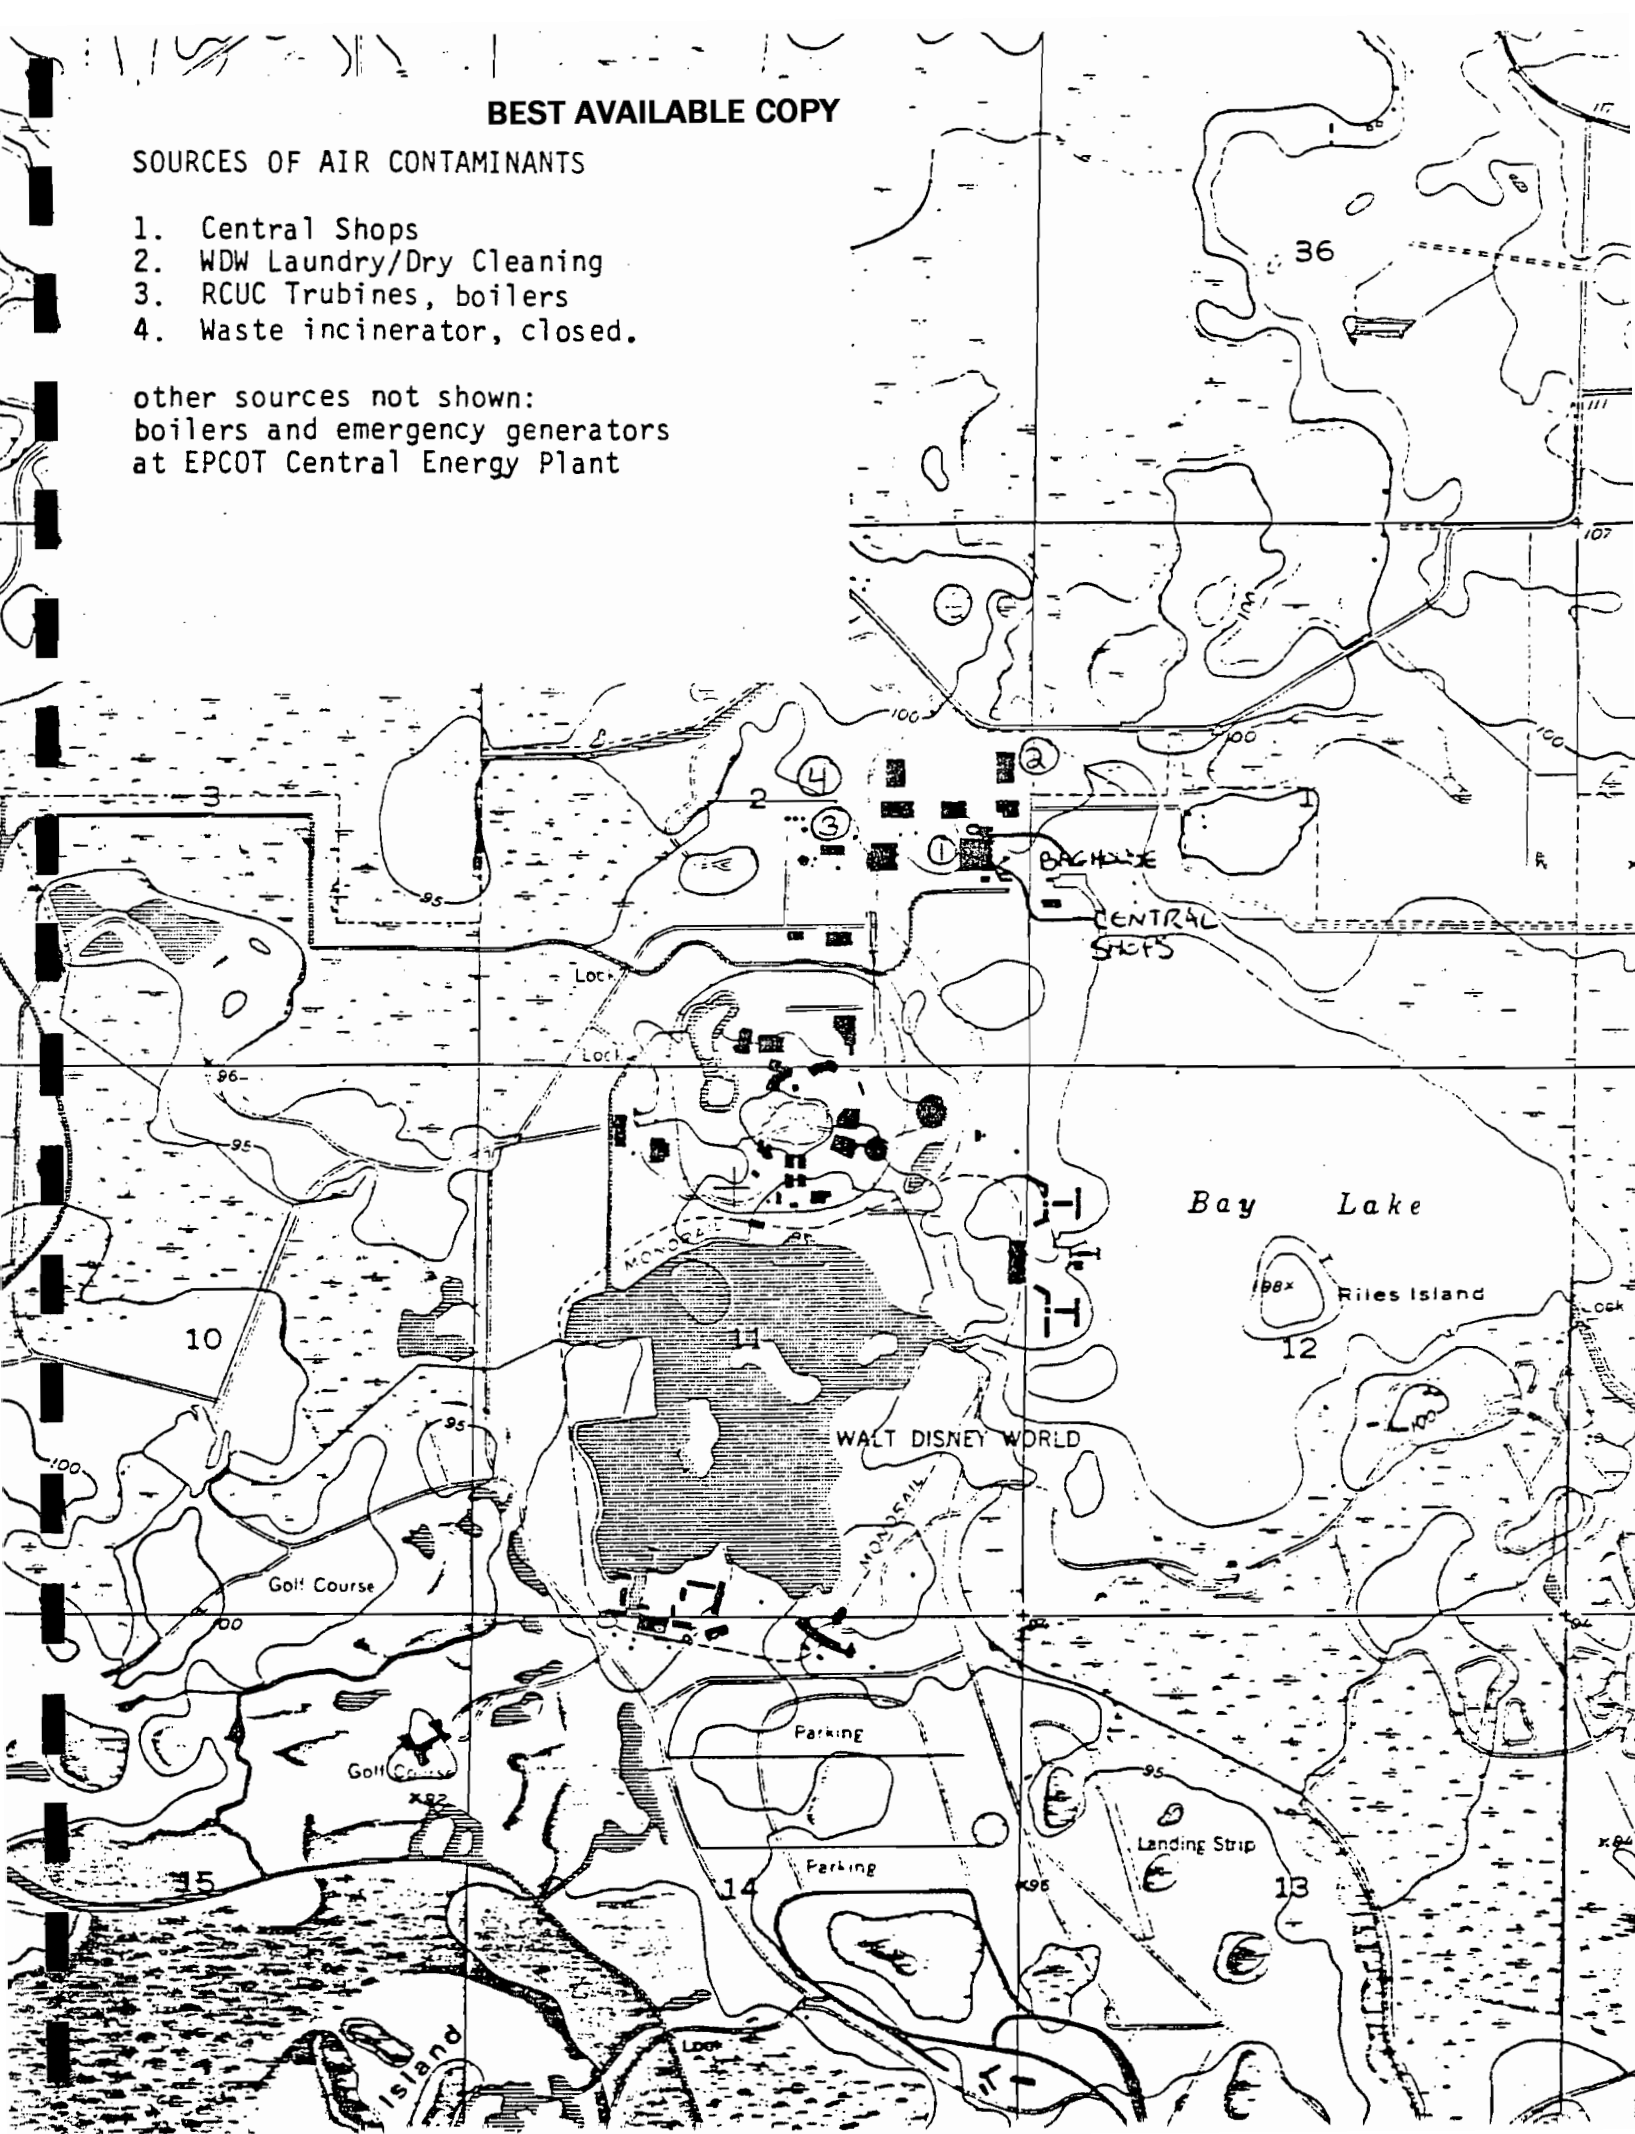 BEST AVAILABLE COPY
SOURCES OF AIR CONTAMINANTS
1. Central Shops
2. WDW Laundry/Dry Cleaning
3. RCUC Trubines, boilers
4. Waste incinerator, closed.
other sources not shown:
boilers and emergency generators
at EPCOT Central Energy Plant
36
111
107
100
100
4
2
3
2
1
3
1
BAGHOUSE
95
CENTRAL
SHOPS
Lock
Lock
96
95
Bay Lake
MONORAIL
95
98x
Riles Island
10
11
12
95
100
WALT DISNEY WORLD
100
MONORAIL
Golf Course
Parking
Golf Course
x92
95
Landing Strip
Parking
15
14
x96
13
Island